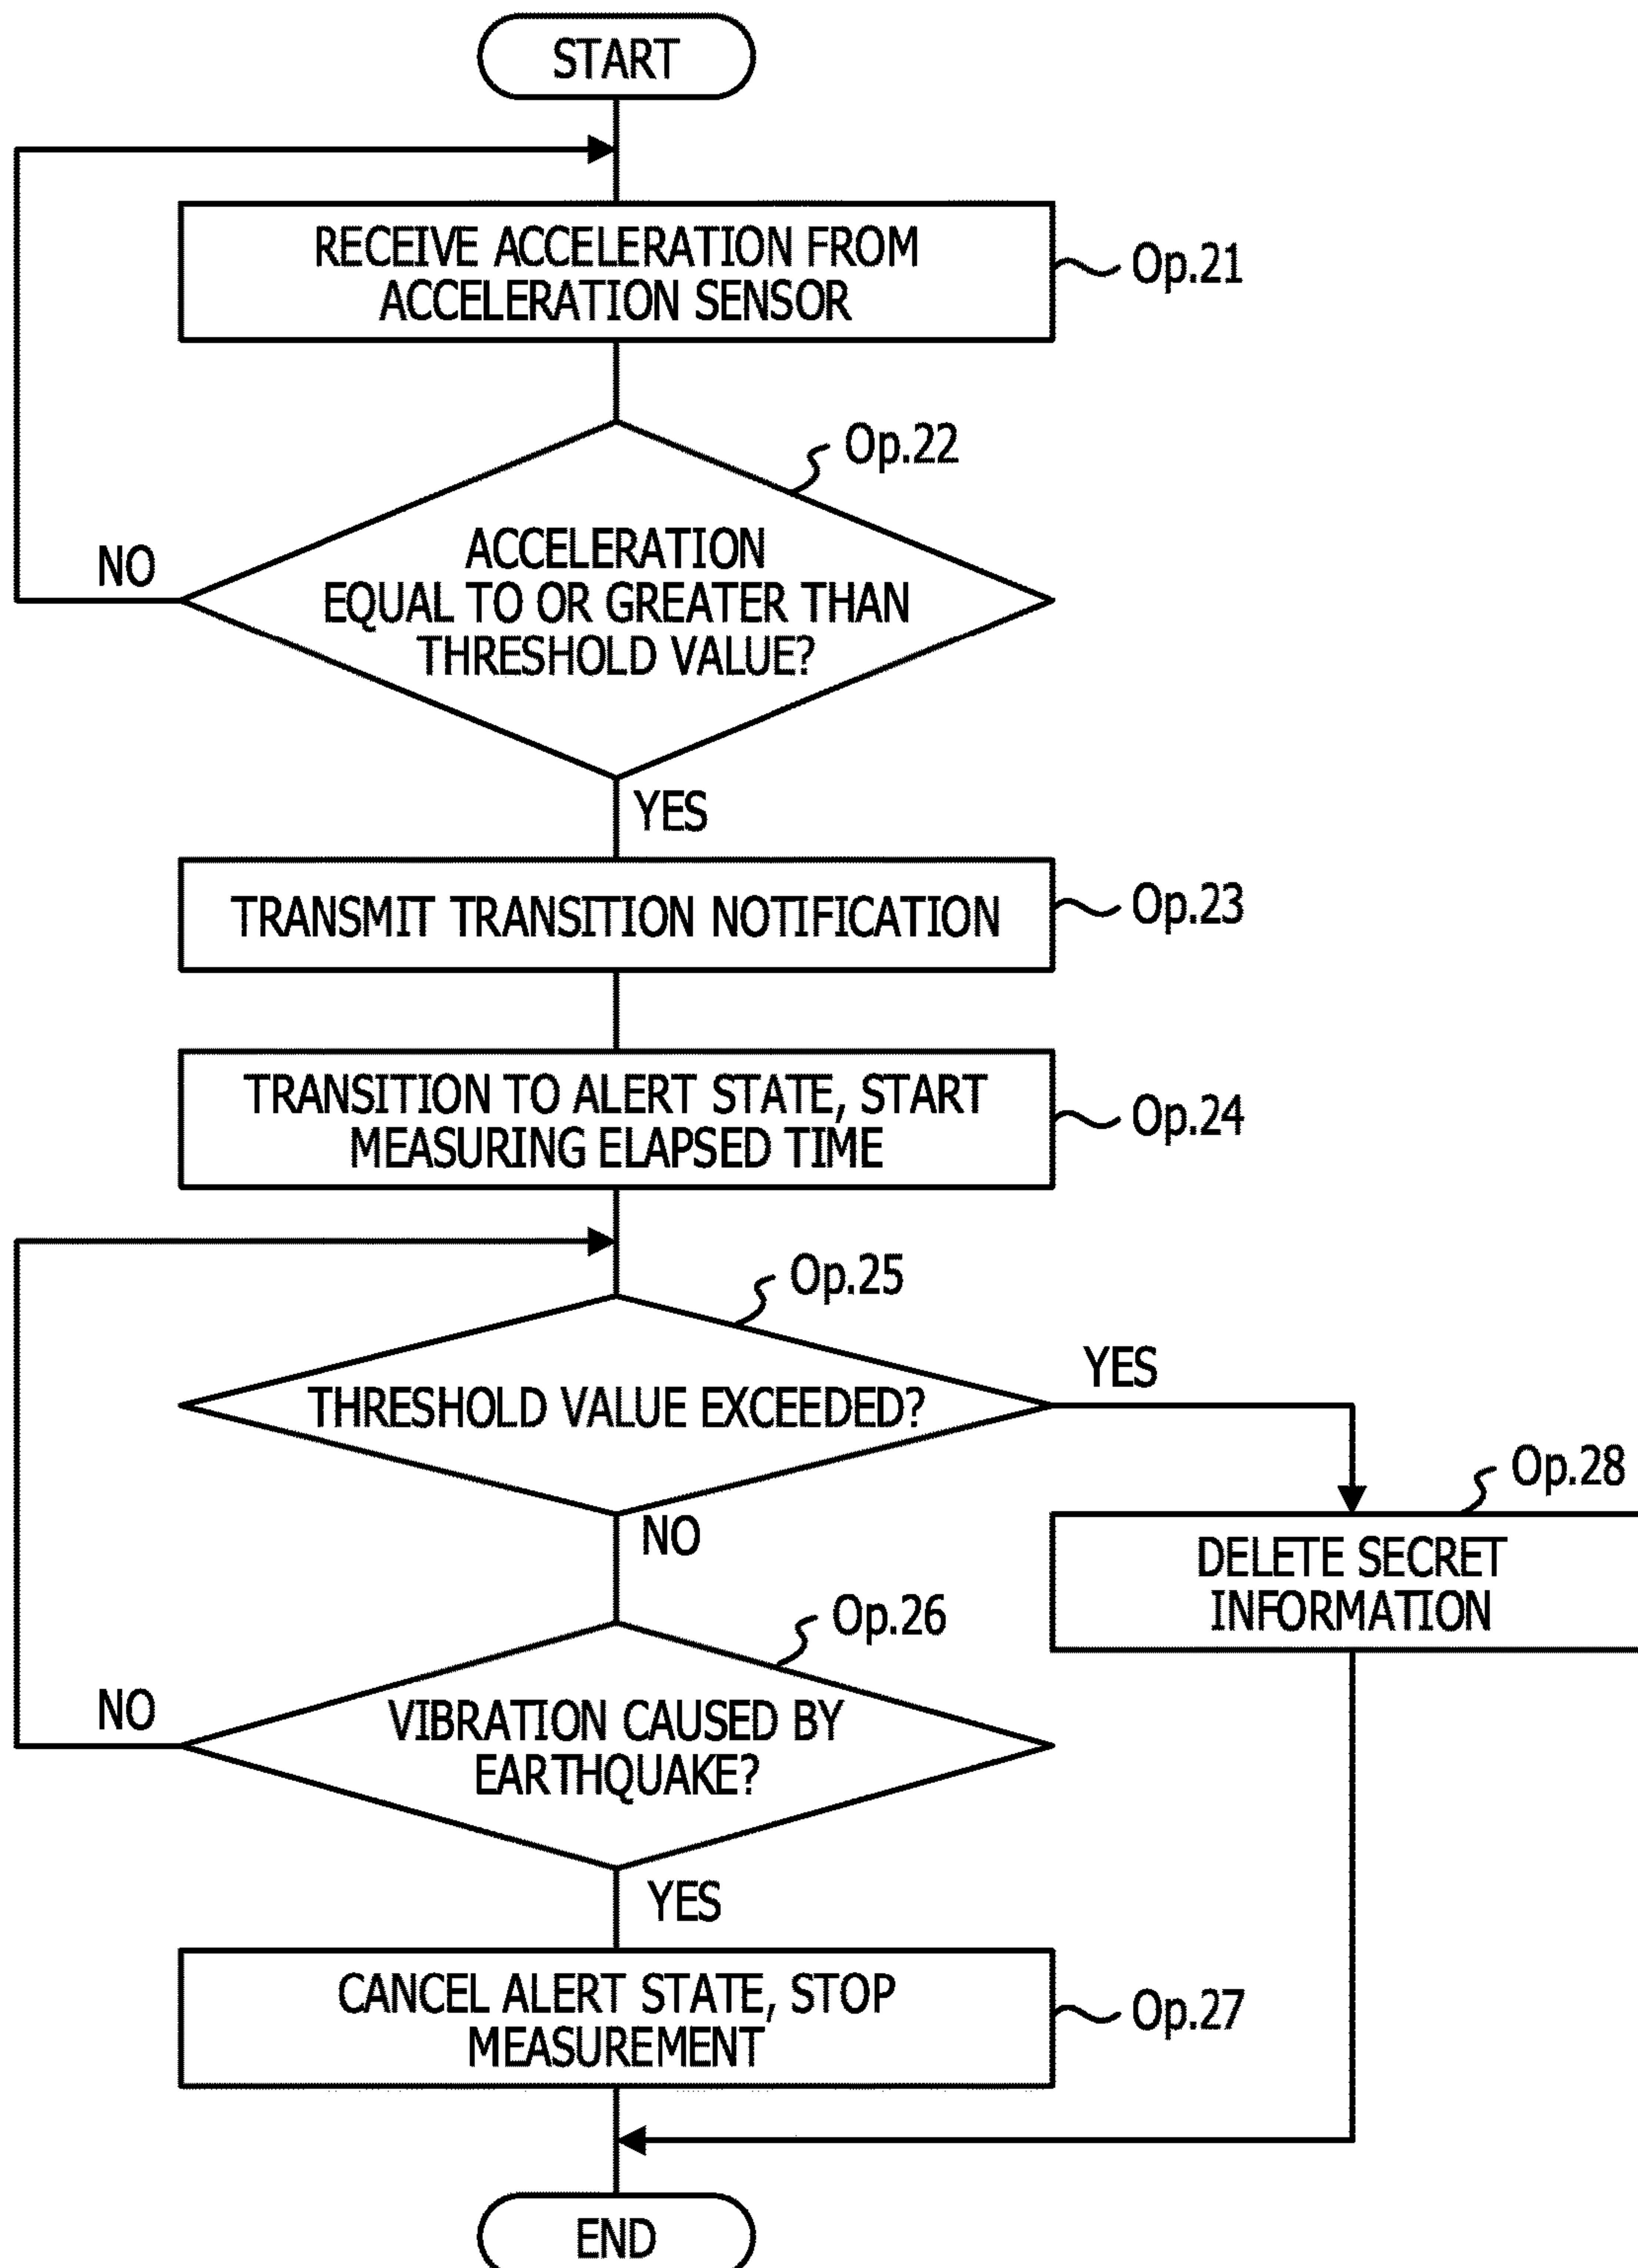 START
RECEIVE ACCELERATION FROM
ACCELERATION SENSOR
Op.21
Op.22
ACCELERATION
EQUAL TO OR GREATER THAN
THRESHOLD VALUE?
NO
YES
TRANSMIT TRANSITION NOTIFICATION
Op.23
TRANSITION TO ALERT STATE, START
MEASURING ELAPSED TIME
Op.24
Op.25
THRESHOLD VALUE EXCEEDED?
YES
NO
Op.28
DELETE SECRET
INFORMATION
Op.26
VIBRATION CAUSED BY
EARTHQUAKE?
NO
YES
CANCEL ALERT STATE, STOP
MEASUREMENT
Op.27
END